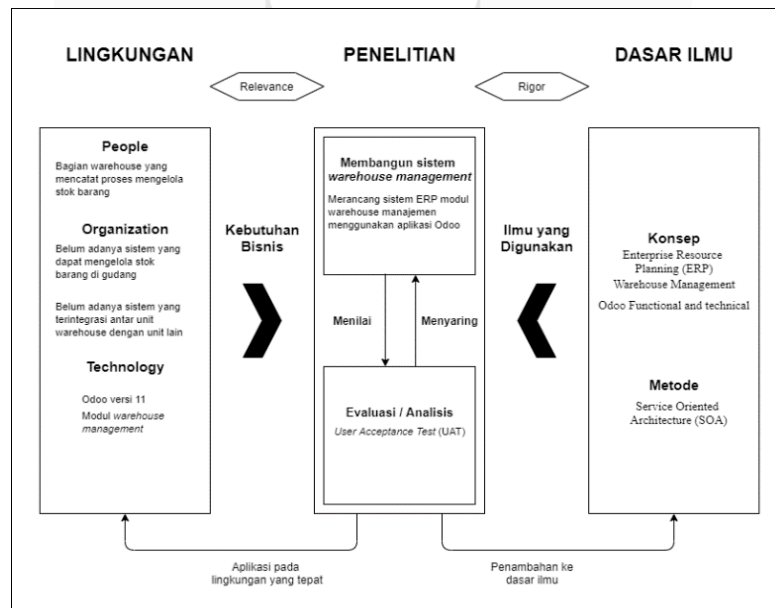 LINGKUNGAN
PENELITIAN
DASAR ILMU
Relevance
Rigor
People
Bagian warehouse yang
mencatat proses mengelola
stok barang
Organization
Belum adanya sistem yang
dapat mengelola stok
barang di gudang
Belum adanya sistem yang
terintegrasi antar unit
warehouse dengan unit lain
Technology
Odoo versi 11
Modul warehouse
management
Kebutuhan
Bisnis
Membangun sistem
warehouse management
Merancang sistem ERP modul
warehouse manajemen
menggunakan aplikasi Odoo
Menilai
Menyaring
Evaluasi / Analisis
User Acceptance Test (UAT)
Ilmu yang
Digunakan
Konsep
Enterprise Resource
Planning (ERP)
Warehouse Management
Odoo Functional and technical
Metode
Service Oriented
Architecture (SOA)
Aplikasi pada
lingkungan yang tepat
Penambahan ke
dasar ilmu